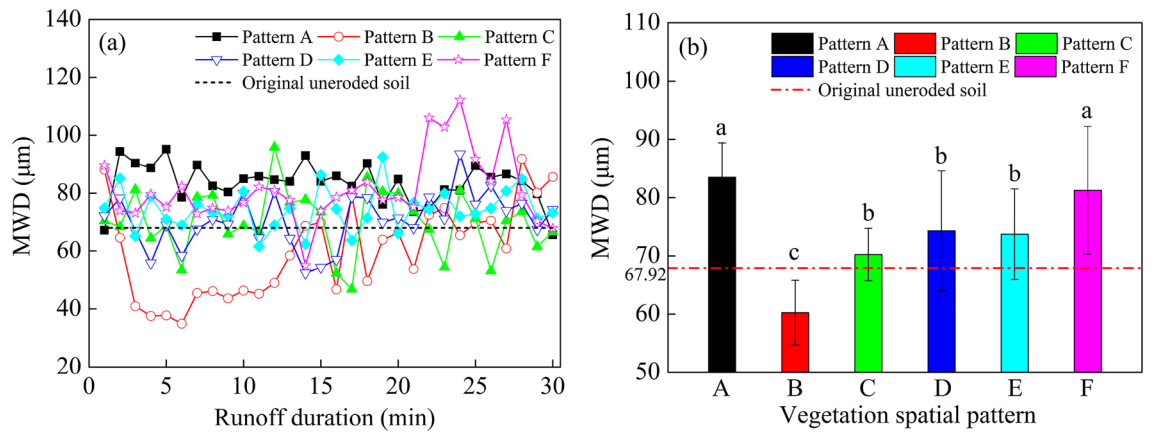 (a)
Pattern A Pattern B Pattern C
Pattern D Pattern E Pattern F
Original uneroded soil
MWD (μm)
140
120
100
80
60
40
20
0 5 10 15 20 25 30
Runoff duration (min)
(b)
Pattern A Pattern B Pattern C
Pattern D Pattern E Pattern F
Original uneroded soil
MWD (μm)
110
100
90
80
70
67.92
60
50
a c b b b a
A B C D E F
Vegetation spatial pattern